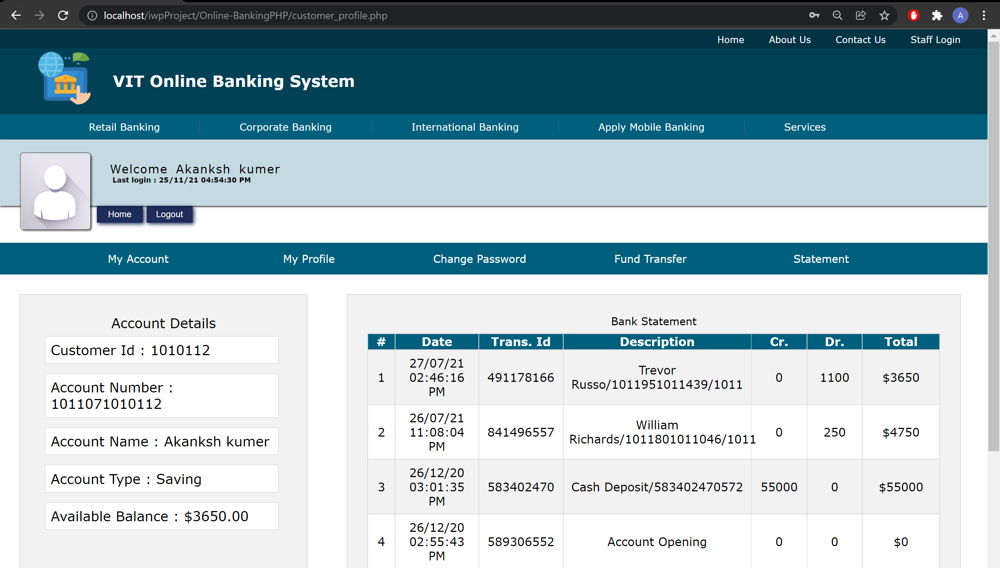 localhost/iwpProject/Online-BankingPHP/customer_profile.php
A
Home About Us Contact Us Staff Login
VIT Online Banking System
Retail Banking Corporate Banking International Banking Apply Mobile Banking Services
Welcome Akanksh kumer
Last login : 25/11/21 04:54:30 PM
Home Logout
My Account My Profile Change Password Fund Transfer Statement
Account Details
Customer Id : 1010112
Account Number :
1011071010112
Account Name : Akanksh kumer
Account Type : Saving
Available Balance : $3650.00
Bank Statement
# Date Trans. Id Description Cr. Dr. Total
1 27/07/21 02:46:16 PM 491178166 Trevor Russo/1011951011439/1011 0 1100 $3650
2 26/07/21 11:08:04 PM 841496557 William Richards/1011801011046/1011 0 250 $4750
3 26/12/20 03:01:35 PM 583402470 Cash Deposit/583402470572 55000 0 $55000
4 26/12/20 02:55:43 PM 589306552 Account Opening 0 0 $0